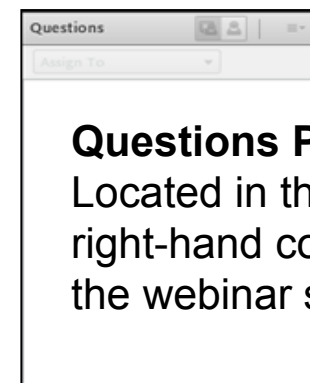 Questions
Assign To
Questions P
Located in th
right-hand co
the webinar s